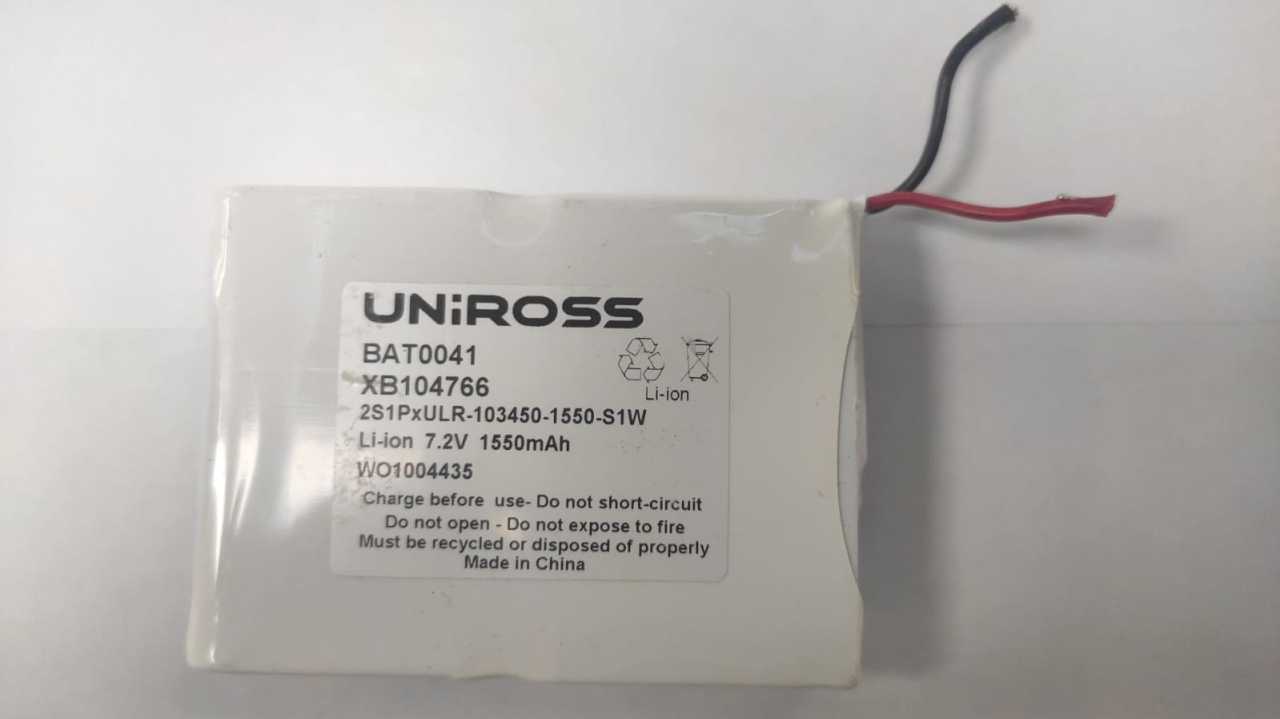 UNiROSS
BAT0041
XB104766
Li-ion
2S1PxULR-103450-1550-S1W
Li-ion 7.2V 1550mAh
WO1004435
Charge before use- Do not short-circuit
Do not open - Do not expose to fire
Must be recycled or disposed of properly
Made in China